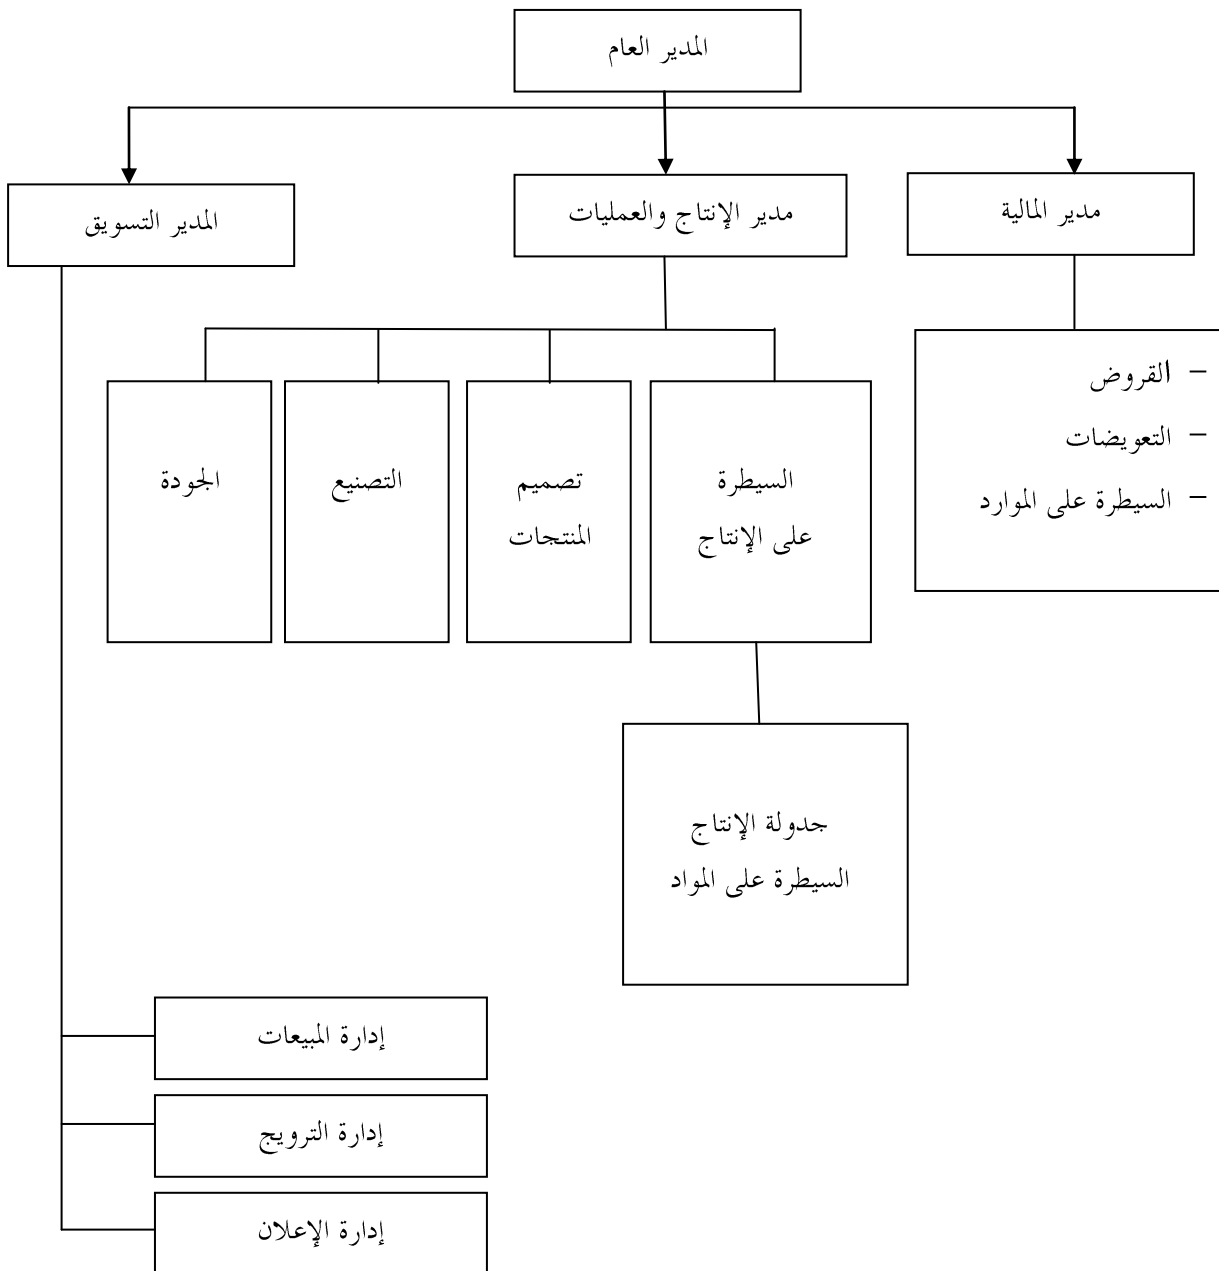 المدير العام
مدير المالية
مدير الإنتاج والعمليات
المدير التسويق
– القروض
– التعويضات
– السيطرة على الموارد
السيطرة
على الإنتاج
تصميم
المنتجات
التصنيع
الجودة
جدولة الإنتاج
السيطرة على المواد
إدارة المبيعات
إدارة الترويج
إدارة الإعلان